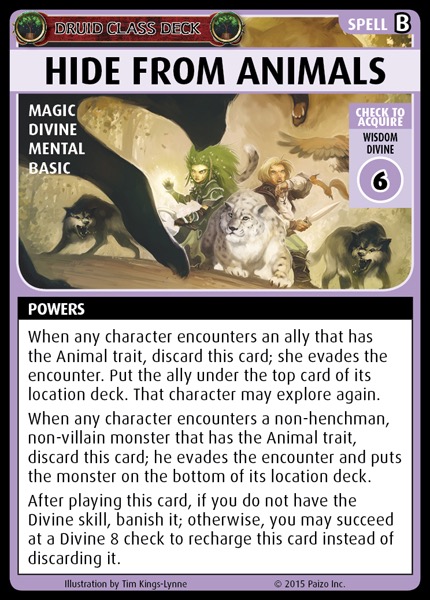 DRUID CLASS DECK
SPELL B
HIDE FROM ANIMALS
MAGIC
DIVINE
MENTAL
BASIC
CHECK TO
ACQUIRE
WISDOM
DIVINE
6
POWERS
When any character encounters an ally that has
the Animal trait, discard this card; she evades the
encounter. Put the ally under the top card of its
location deck. That character may explore again.
When any character encounters a non-henchman,
non-villain monster that has the Animal trait,
discard this card; he evades the encounter and puts
the monster on the bottom of its location deck.
After playing this card, if you do not have the
Divine skill, banish it; otherwise, you may succeed
at a Divine 8 check to recharge this card instead of
discarding it.
Illustration by Tim Kings-Lynne © 2015 Paizo Inc.